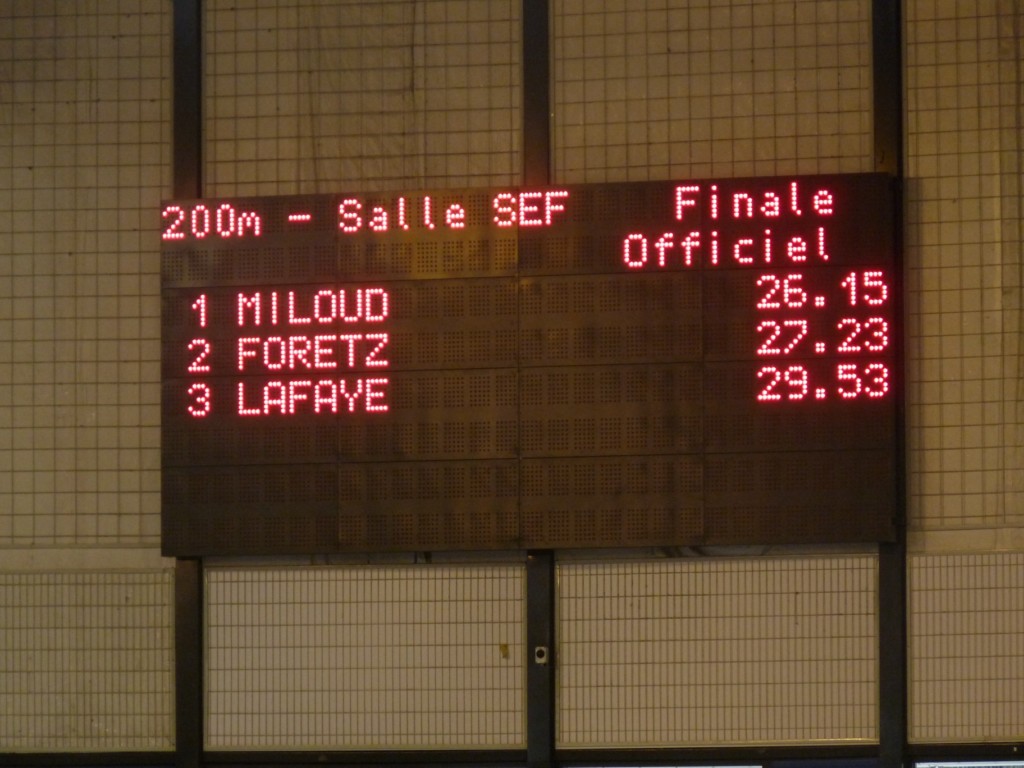 200m - Salle SEF Finale
Officiel
1 MILOUD 26.15
2 FORETZ 27.23
3 LAFAYE 29.53